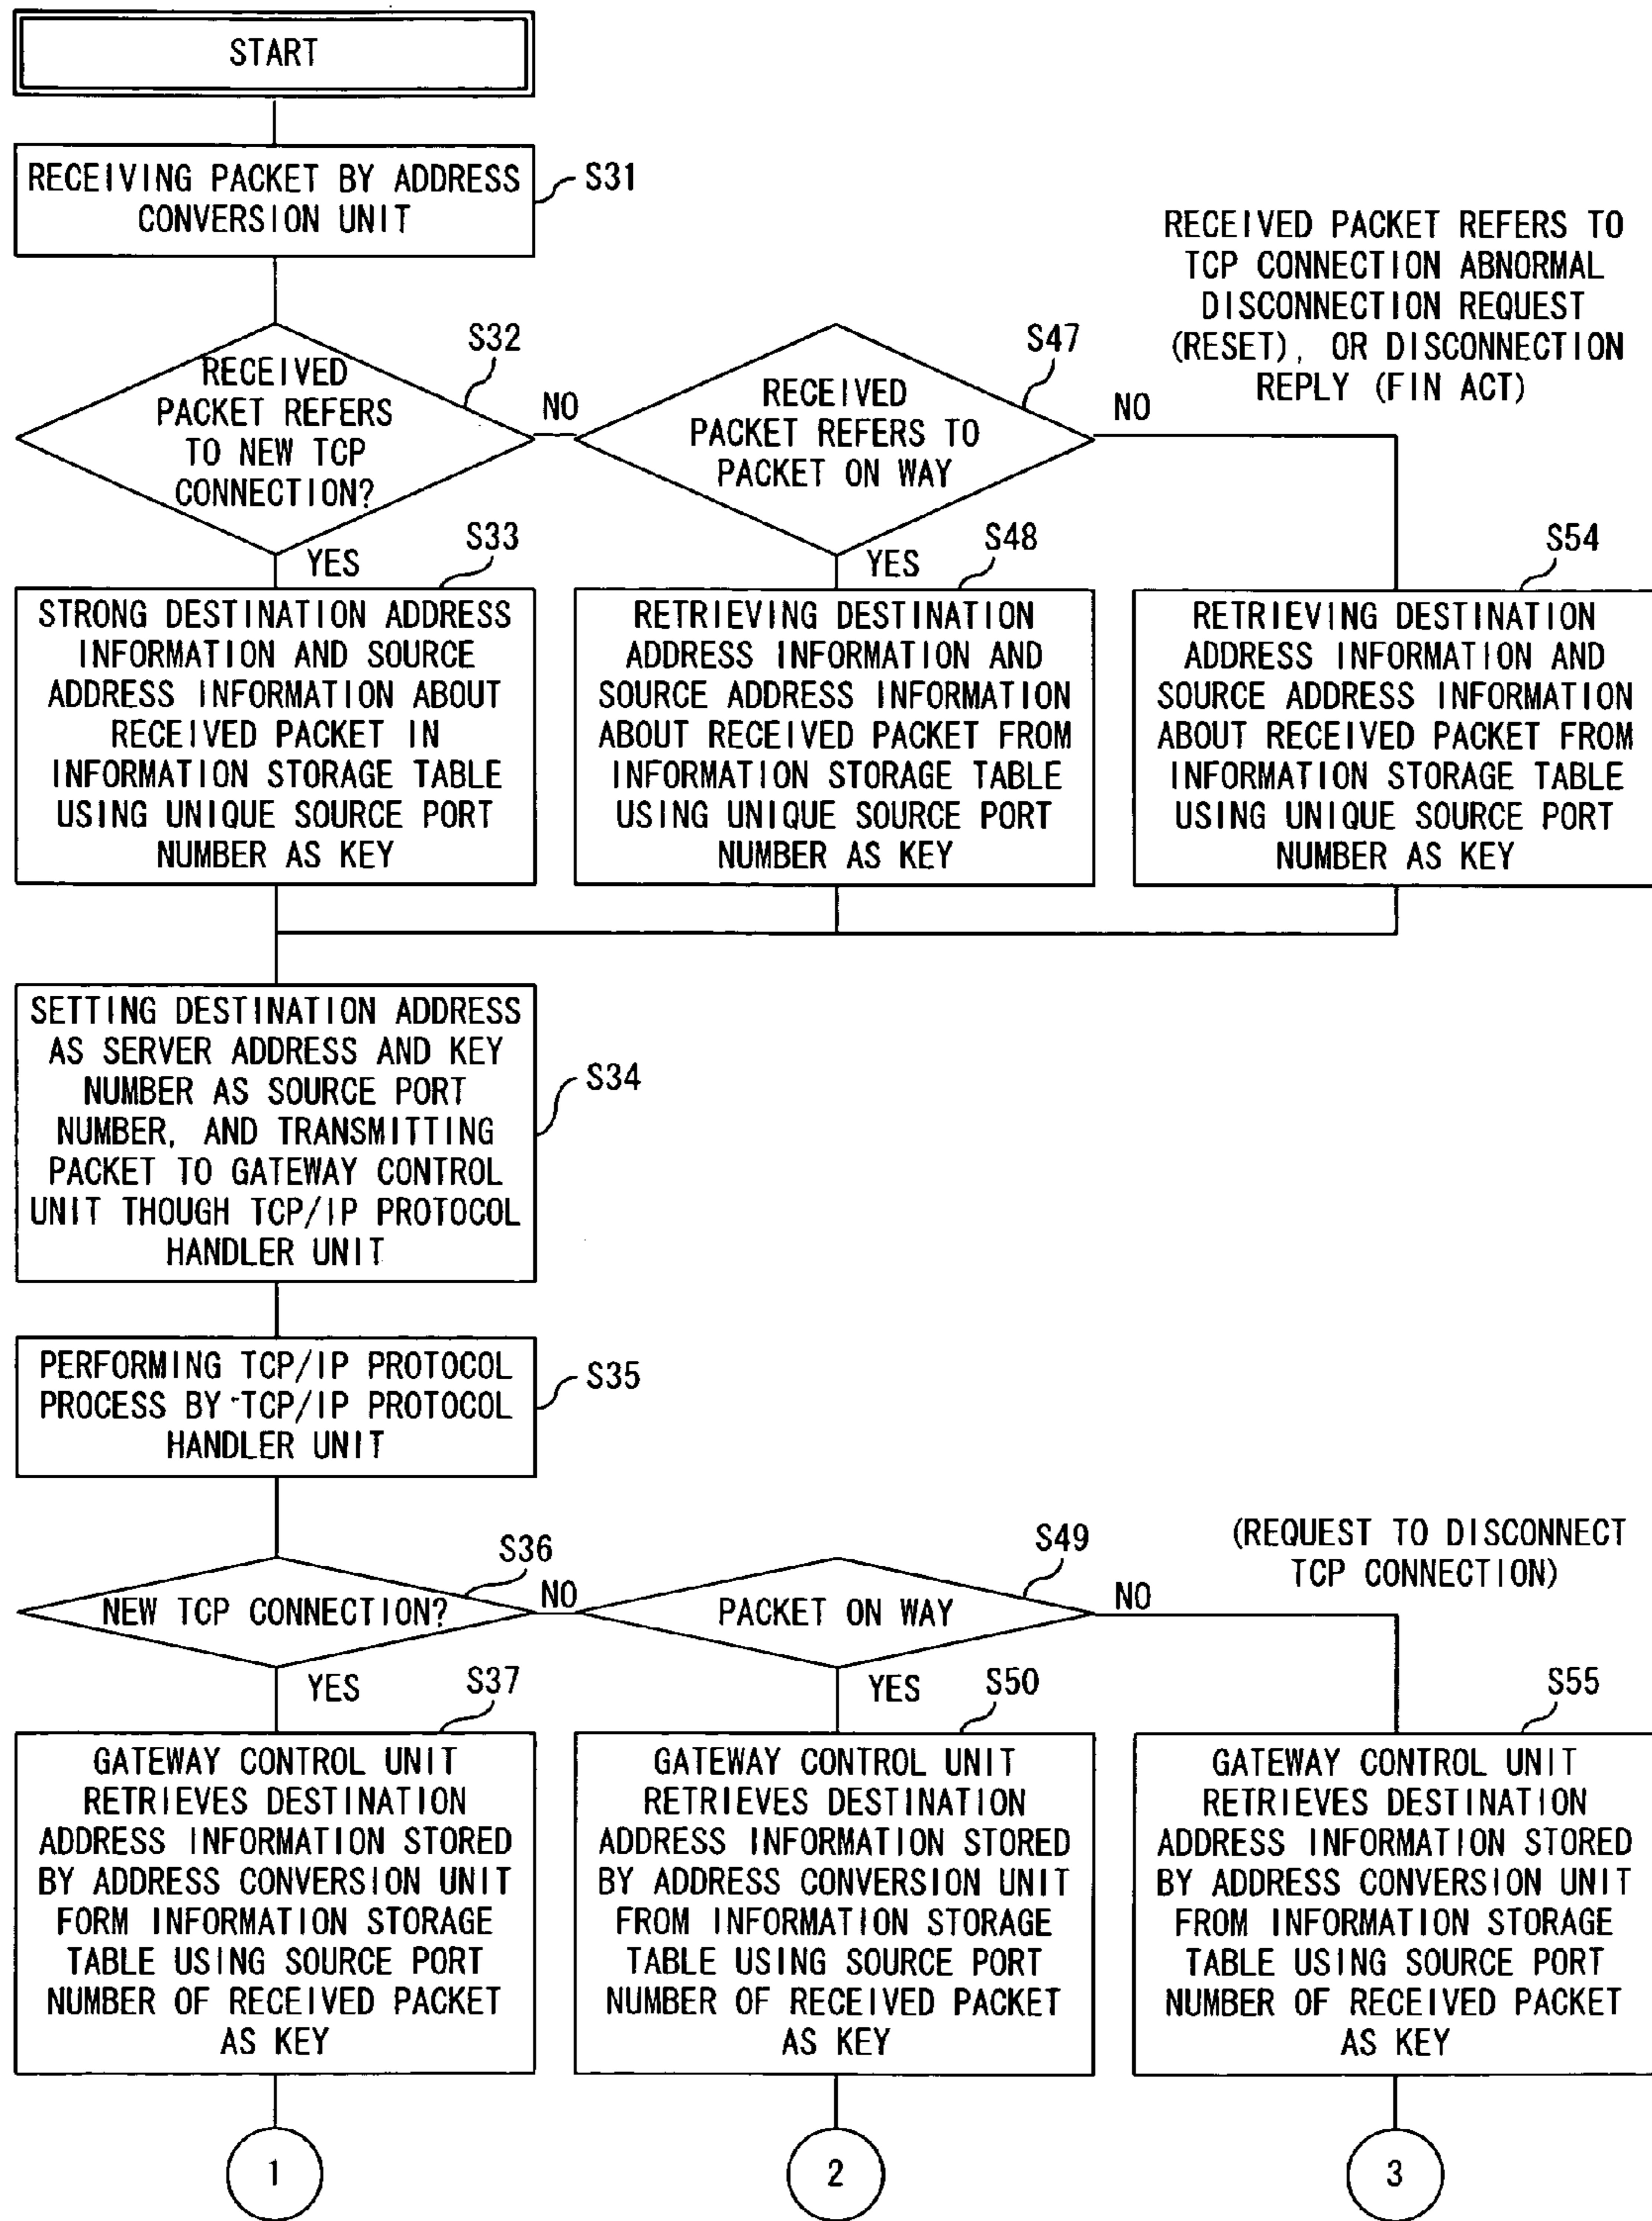 START
RECEIVING PACKET BY ADDRESS
CONVERSION UNIT
S31
RECEIVED PACKET REFERS TO
TCP CONNECTION ABNORMAL
DISCONNECTION REQUEST
(RESET), OR DISCONNECTION
REPLY (FIN ACT)
S32
RECEIVED
PACKET REFERS
TO NEW TCP
CONNECTION?
NO
S47
RECEIVED
PACKET REFERS TO
PACKET ON WAY
NO
YES
S33
YES
S48
S54
STRONG DESTINATION ADDRESS
INFORMATION AND SOURCE
ADDRESS INFORMATION ABOUT
RECEIVED PACKET IN
INFORMATION STORAGE TABLE
USING UNIQUE SOURCE PORT
NUMBER AS KEY
RETRIEVING DESTINATION
ADDRESS INFORMATION AND
SOURCE ADDRESS INFORMATION
ABOUT RECEIVED PACKET FROM
INFORMATION STORAGE TABLE
USING UNIQUE SOURCE PORT
NUMBER AS KEY
RETRIEVING DESTINATION
ADDRESS INFORMATION AND
SOURCE ADDRESS INFORMATION
ABOUT RECEIVED PACKET FROM
INFORMATION STORAGE TABLE
USING UNIQUE SOURCE PORT
NUMBER AS KEY
SETTING DESTINATION ADDRESS
AS SERVER ADDRESS AND KEY
NUMBER AS SOURCE PORT
NUMBER, AND TRANSMITTING
PACKET TO GATEWAY CONTROL
UNIT THOUGH TCP/IP PROTOCOL
HANDLER UNIT
S34
PERFORMING TCP/IP PROTOCOL
PROCESS BY TCP/IP PROTOCOL
HANDLER UNIT
S35
(REQUEST TO DISCONNECT
TCP CONNECTION)
S36
NEW TCP CONNECTION?
NO
S49
PACKET ON WAY
NO
YES
S37
YES
S50
S55
GATEWAY CONTROL UNIT
RETRIEVES DESTINATION
ADDRESS INFORMATION STORED
BY ADDRESS CONVERSION UNIT
FORM INFORMATION STORAGE
TABLE USING SOURCE PORT
NUMBER OF RECEIVED PACKET
AS KEY
GATEWAY CONTROL UNIT
RETRIEVES DESTINATION
ADDRESS INFORMATION STORED
BY ADDRESS CONVERSION UNIT
FROM INFORMATION STORAGE
TABLE USING SOURCE PORT
NUMBER OF RECEIVED PACKET
AS KEY
GATEWAY CONTROL UNIT
RETRIEVES DESTINATION
ADDRESS INFORMATION STORED
BY ADDRESS CONVERSION UNIT
FROM INFORMATION STORAGE
TABLE USING SOURCE PORT
NUMBER OF RECEIVED PACKET
AS KEY
1
2
3